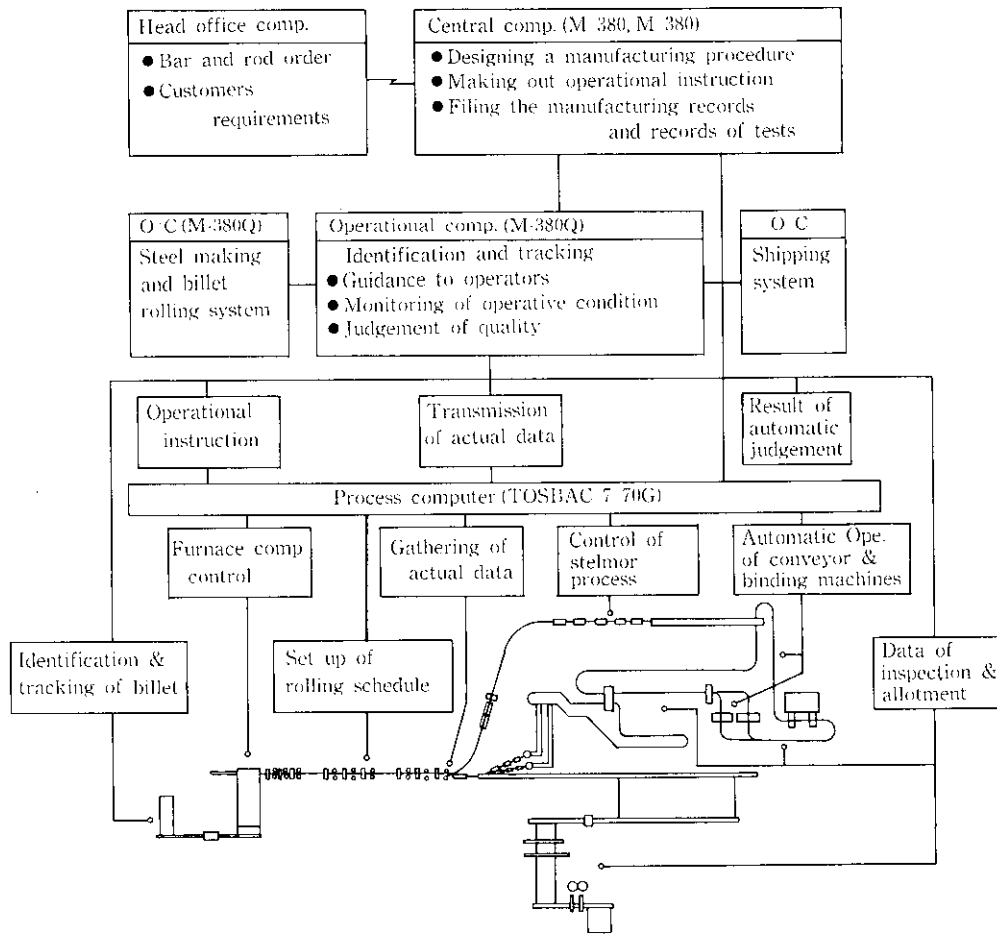 Head office comp.
● Bar and rod order
● Customers
requirements
Central comp. (M 380, M 380)
● Designing a manufacturing procedure
● Making out operational instruction
● Filing the manufacturing records
and records of tests
O C (M-380Q)
Steel making
and billet
rolling system
Operational comp. (M-380Q)
Identification and tracking
● Guidance to operators
● Monitoring of operative condition
● Judgement of quality
O C
Shipping
system
Operational
instruction
Transmission
of actual data
Result of
automatic
judgement
Process computer (TOSBAC 7 70G)
Furnace comp
control
Gathering of
actual data
Control of
stelmor
process
Automatic Ope.
of conveyor &
binding machines
Identification &
tracking of billet
Set up of
rolling schedule
Data of
inspection &
allotment